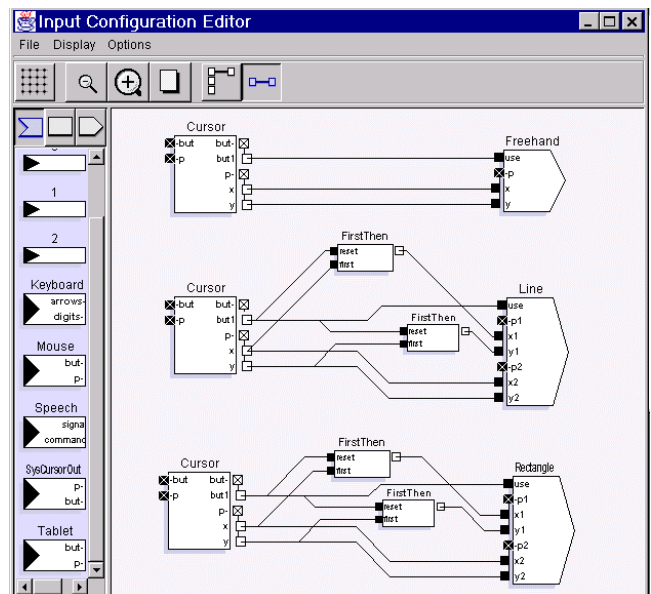 Input Configuration Editor
File Display Options
1
2
Keyboard
arrows-
digits-
Mouse
but-
p-
Speech
signa
command
SysCursorOut
p-
but-
Tablet
but-
p-
Cursor
-but but-
-p but1
p-
x
y
Freehand
use
-p
x
y
FirstThen
reset
first
Cursor
-but but-
-p but1
p-
x
y
FirstThen
reset
first
Line
use
-p1
x1
y1
-p2
x2
y2
FirstThen
reset
first
Cursor
-but but-
-p but1
p-
x
y
FirstThen
reset
first
Rectangle
use
-p1
x1
y1
-p2
x2
y2